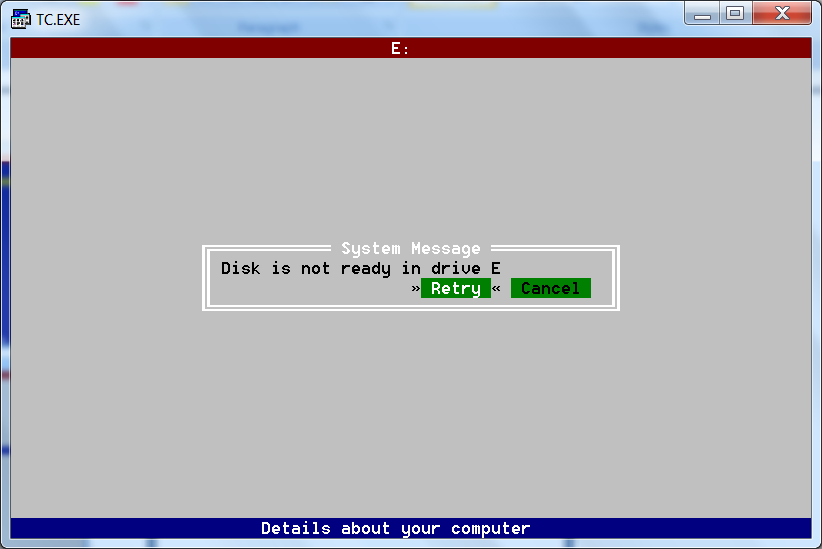 TC.EXE
E:
System Message
Disk is not ready in drive E
»Retry« Cancel
Details about your computer